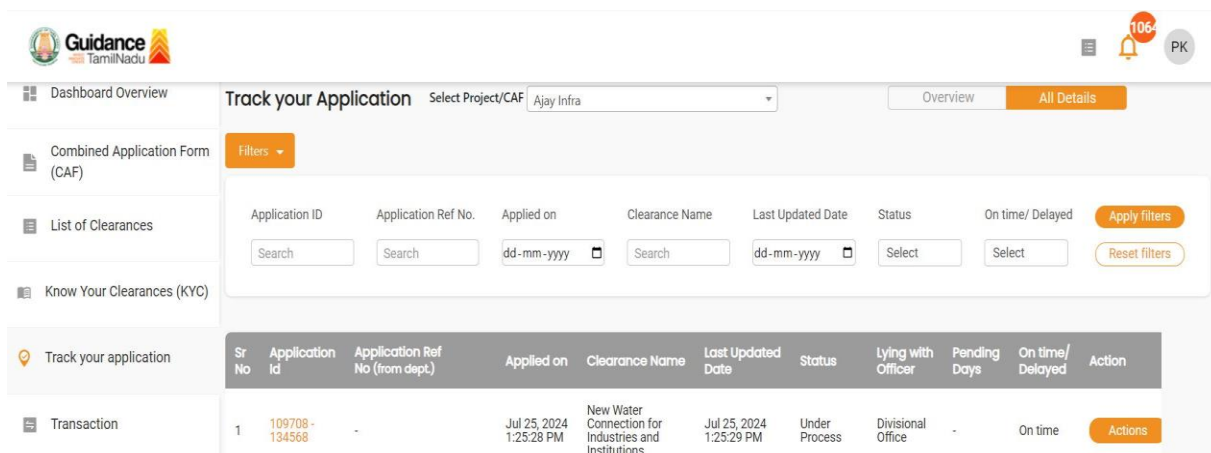 Guidance
TamilNadu
1064
PK
Dashboard Overview
Track your Application
Select Project/CAF
Ajay Infra
Overview
All Details
Combined Application Form
(CAF)
Filters
List of Clearances
Application ID
Application Ref No.
Applied on
Clearance Name
Last Updated Date
Status
On time/ Delayed
Apply filters
Search
Search
dd-mm-yyyy
Search
dd-mm-yyyy
Select
Select
Reset filters
Know Your Clearances (KYC)
Track your application
Sr
No
Application
Id
Application Ref
No (from dept.)
Applied on
Clearance Name
Last Updated
Date
Status
Lying with
Officer
Pending
Days
On time/
Delayed
Action
Transaction
1
109708 -
134568
-
Jul 25, 2024
1:25:28 PM
New Water
Connection for
Industries and
Institutions
Jul 25, 2024
1:25:29 PM
Under
Process
Divisional
Office
-
On time
Actions